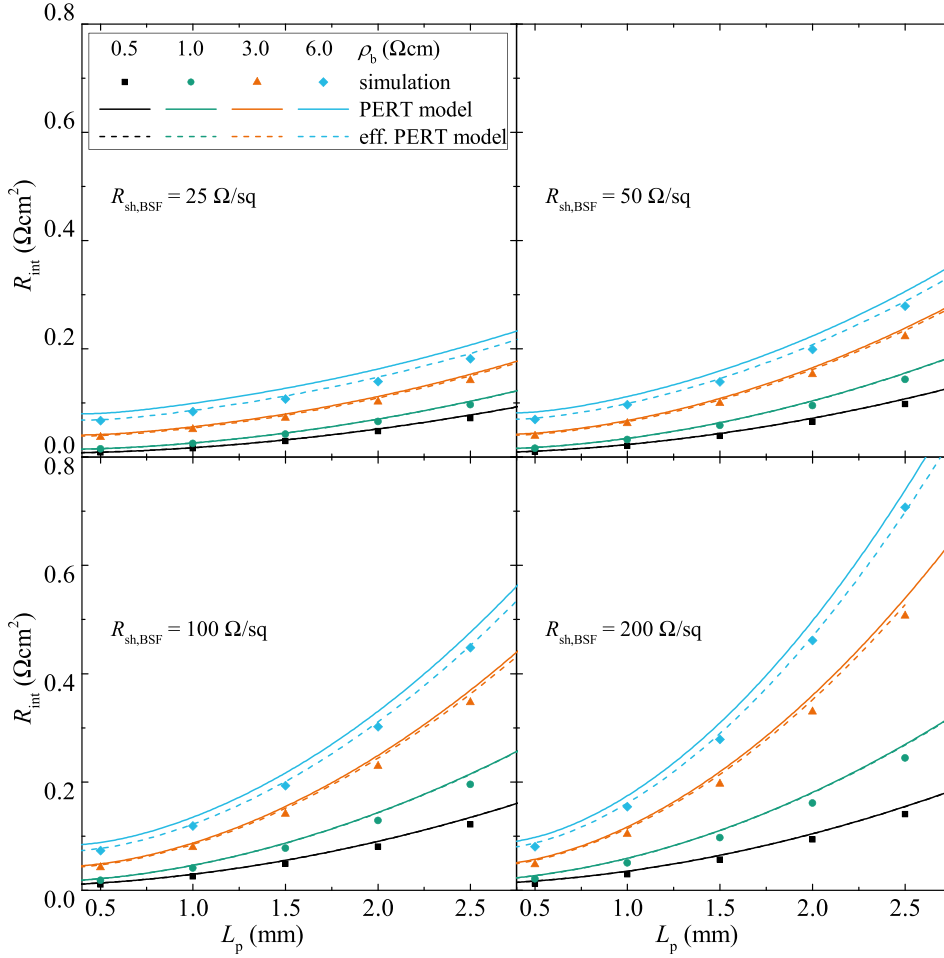 0.8
0.5 1.0 3.0 6.0 ρb (Ωcm)
simulation
PERT model
eff. PERT model
0.6
Rsh,BSF = 25 Ω/sq
Rsh,BSF = 50 Ω/sq
0.4
Rint (Ωcm²)
0.2
0.0
0.8
0.6
Rsh,BSF = 100 Ω/sq
Rsh,BSF = 200 Ω/sq
0.4
Rint (Ωcm²)
0.2
0.0
0.5 1.0 1.5 2.0 2.5 0.5 1.0 1.5 2.0 2.5
Lp (mm) Lp (mm)